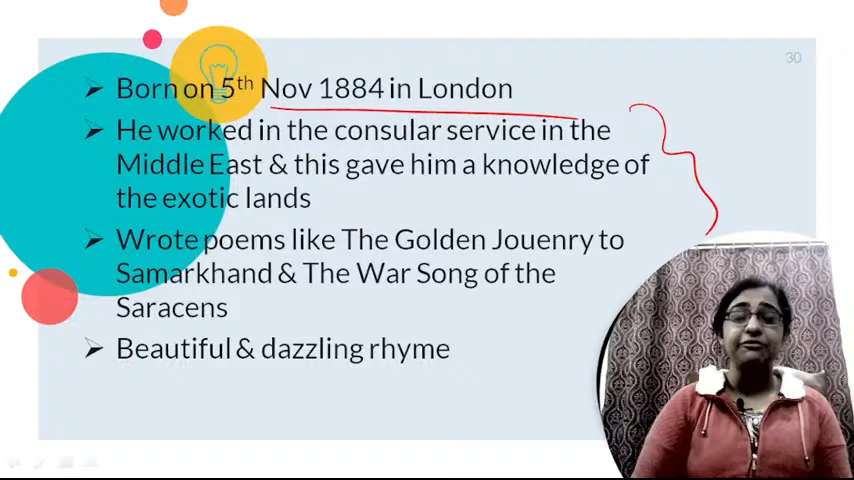 30
Born on 5th Nov 1884 in London
He worked in the consular service in the
Middle East & this gave him a knowledge of
the exotic lands
Wrote poems like The Golden Jouenry to
Samarkhand & The War Song of the
Saracens
Beautiful & dazzling rhyme